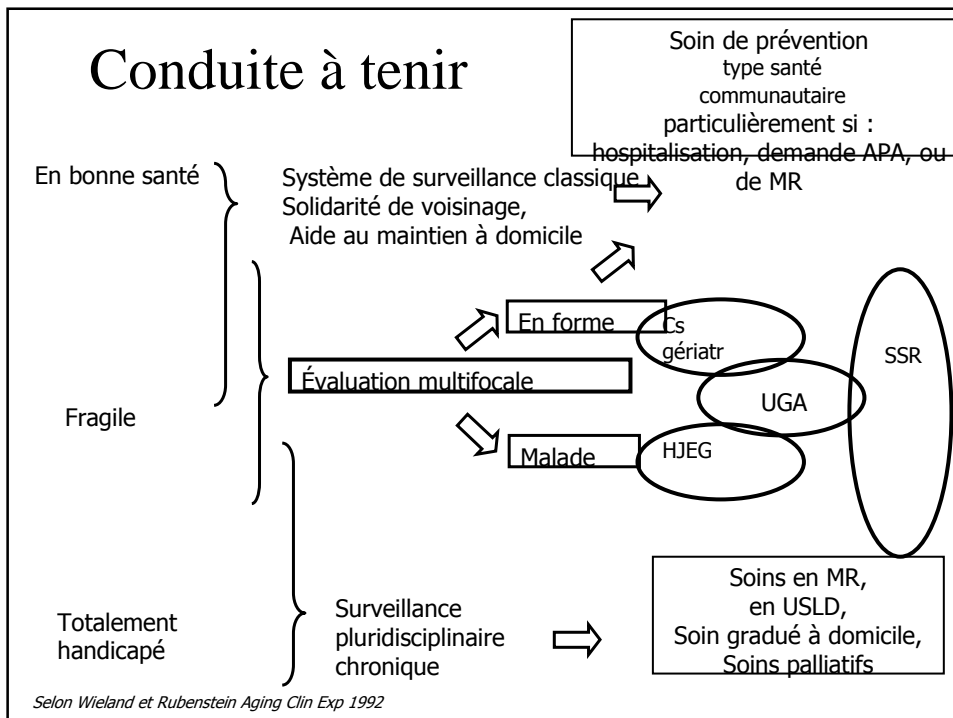 Conduite à tenir
Soin de prévention
type santé
communautaire
particulièrement si :
hospitalisation, demande APA, ou
de MR
En bonne santé
Système de surveillance classique
Solidarité de voisinage,
Aide au maintien à domicile
En forme
Cs
gériatr
SSR
Évaluation multifocale
UGA
Fragile
Malade
HJEG
Totalement
handicapé
Surveillance
pluridisciplinaire
chronique
Soins en MR,
en USLD,
Soin gradué à domicile,
Soins palliatifs
Selon Wieland et Rubenstein Aging Clin Exp 1992